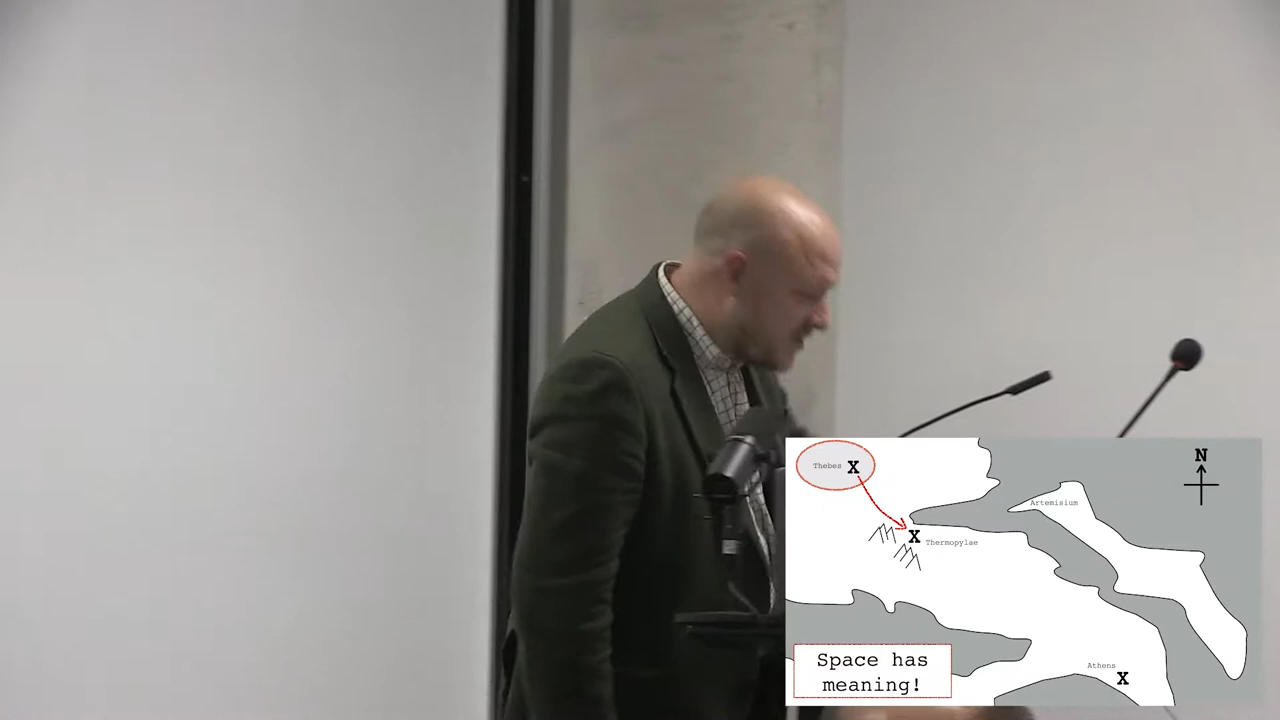 N
Thebes X
Artemisium
X Thermopylae
Space has
meaning!
Athens X